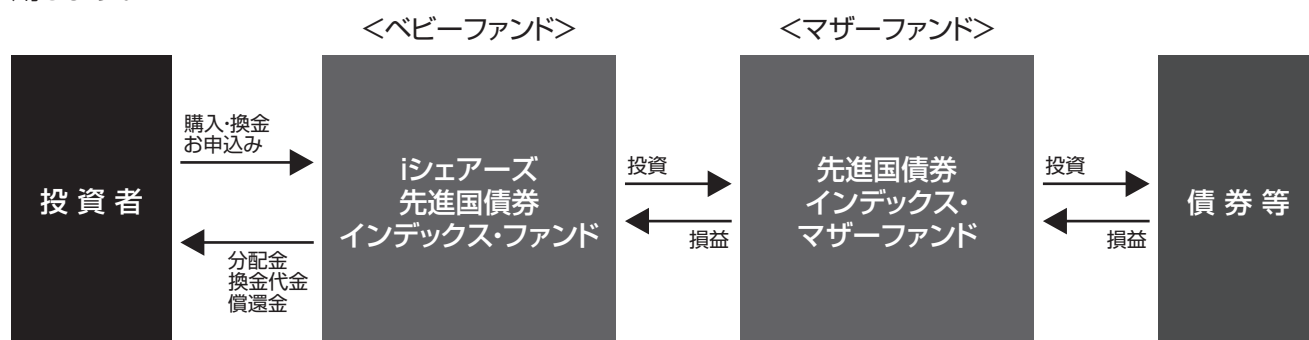 <ベビーファンド>
<マザーファンド>
投資者
購入・換金
お申込み
分配金
換金代金
償還金
iシェアーズ
先進国債券
インデックス・ファンド
投資
損益
先進国債券
インデックス・
マザーファンド
投資
損益
債券等